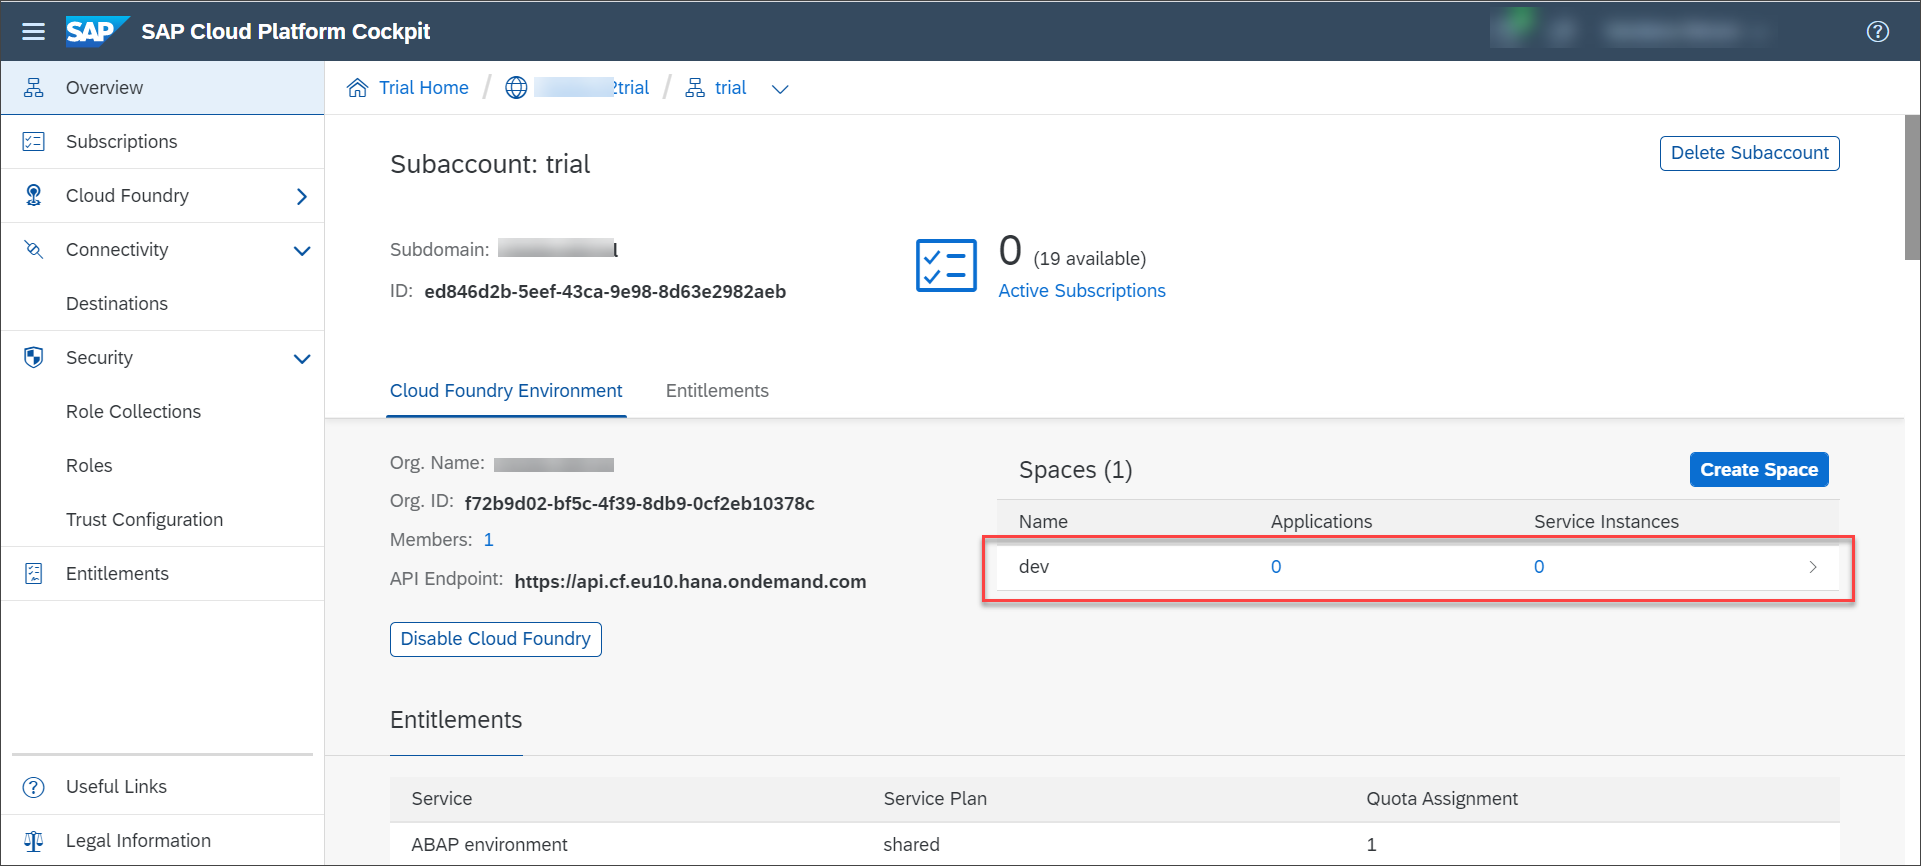 SAP SAP Cloud Platform Cockpit
Overview
Subscriptions
Cloud Foundry
Connectivity
Destinations
Security
Role Collections
Roles
Trust Configuration
Entitlements
Useful Links
Legal Information
Trial Home / 2trial / trial
Subaccount: trial
Delete Subaccount
Subdomain:
ID: ed846d2b-5eef-43ca-9e98-8d63e2982aeb
0 (19 available)
Active Subscriptions
Cloud Foundry Environment Entitlements
Org. Name:
Org. ID: f72b9d02-bf5c-4f39-8db9-0cf2eb10378c
Members: 1
API Endpoint: https://api.cf.eu10.hana.ondemand.com
Disable Cloud Foundry
Spaces (1)
Create Space
Name Applications Service Instances
dev 0 0
Entitlements
Service Service Plan Quota Assignment
ABAP environment shared 1